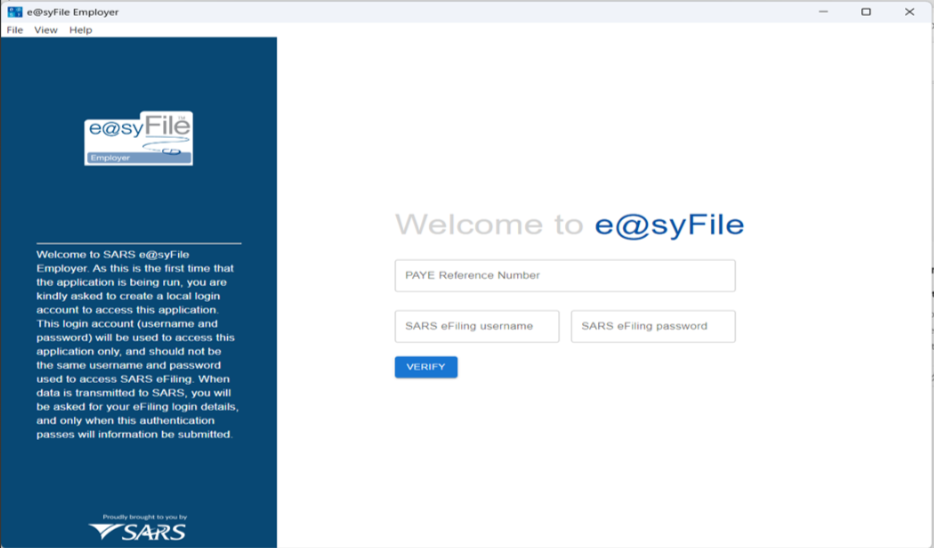 e@syFile Employer
File View Help
e@syFile
Employer
Welcome to SARS e@syFile
Employer. As this is the first time that
the application is being run, you are
kindly asked to create a local login
account to access this application.
This login account (username and
password) will be used to access this
application only, and should not be
the same username and password
used to access SARS eFiling. When
data is transmitted to SARS, you will
be asked for your eFiling login details,
and only when this authentication
passes will information be submitted.
Proudly brought to you by
SARS
Welcome to e@syFile
PAYE Reference Number
SARS eFiling username SARS eFiling password
VERIFY